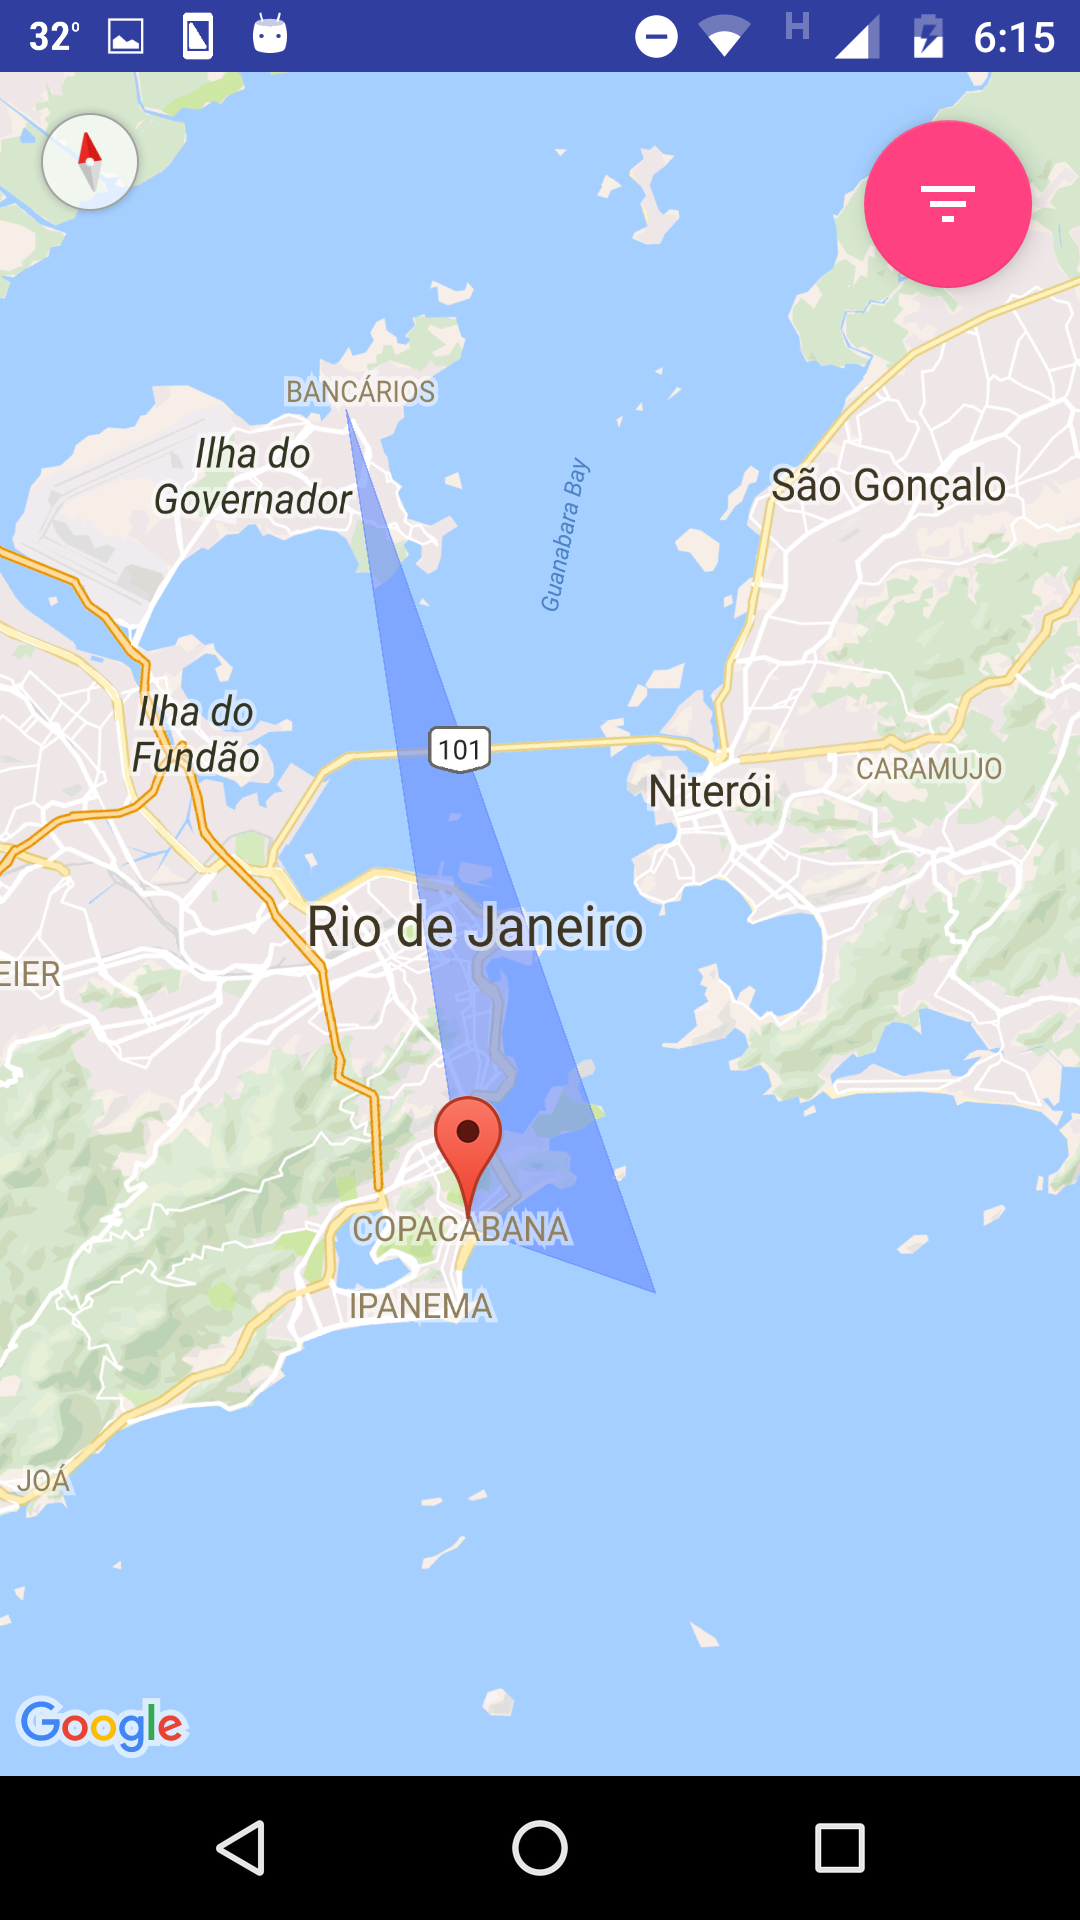 32°
H
6:15
BANCÁRIOS
Ilha do
Governador
São Gonçalo
Guanabara Bay
Ilha do
Fundão
101
Niterói
CARAMUJO
Rio de Janeiro
EIER
COPACABANA
IPANEMA
JOÁ
Google